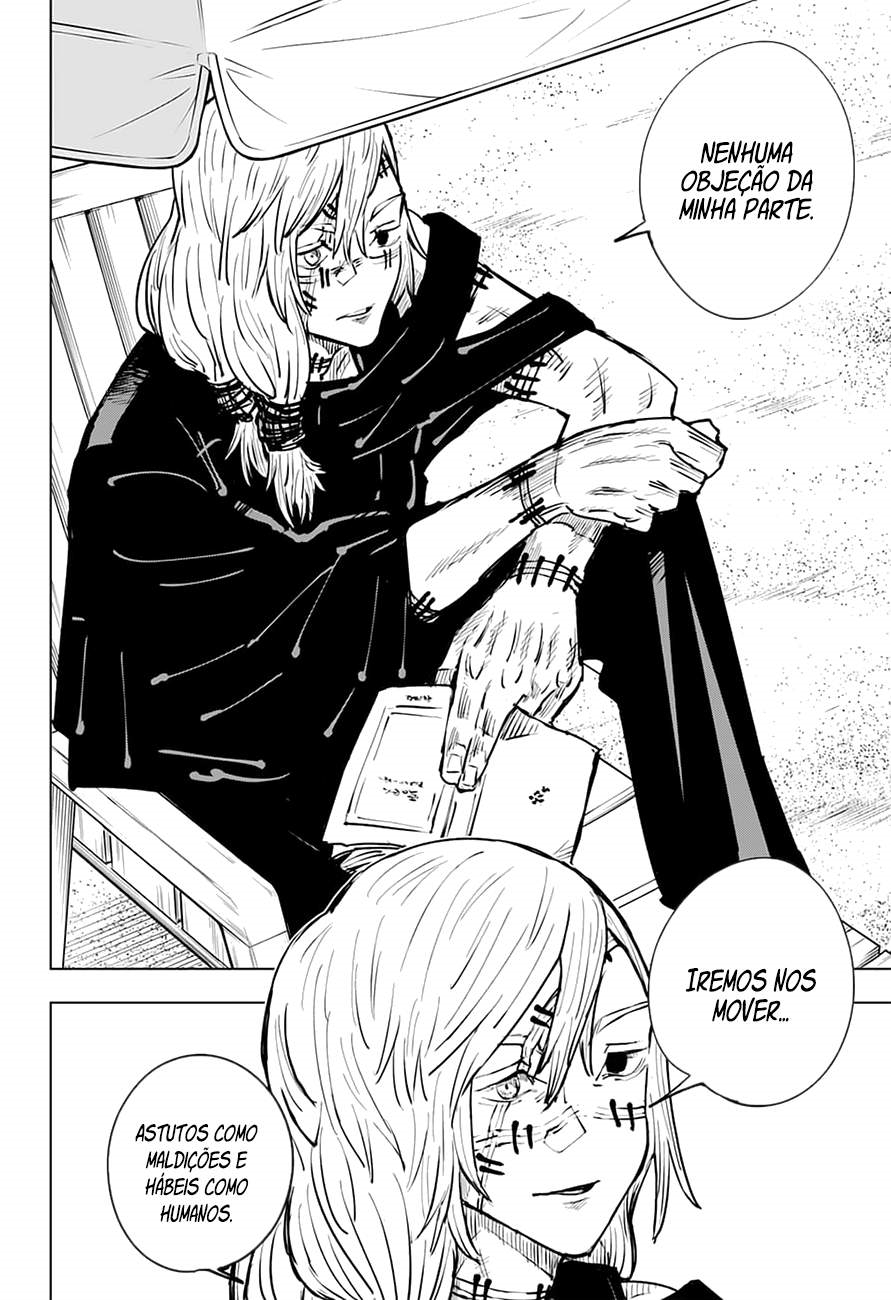 NENHUMA
OBJEÇÃO DA
MINHA PARTE.
IREMOS NOS
MOVER...
ASTUTOS COMO
MALDIÇÕES E
HÁBEIS COMO
HUMANOS.